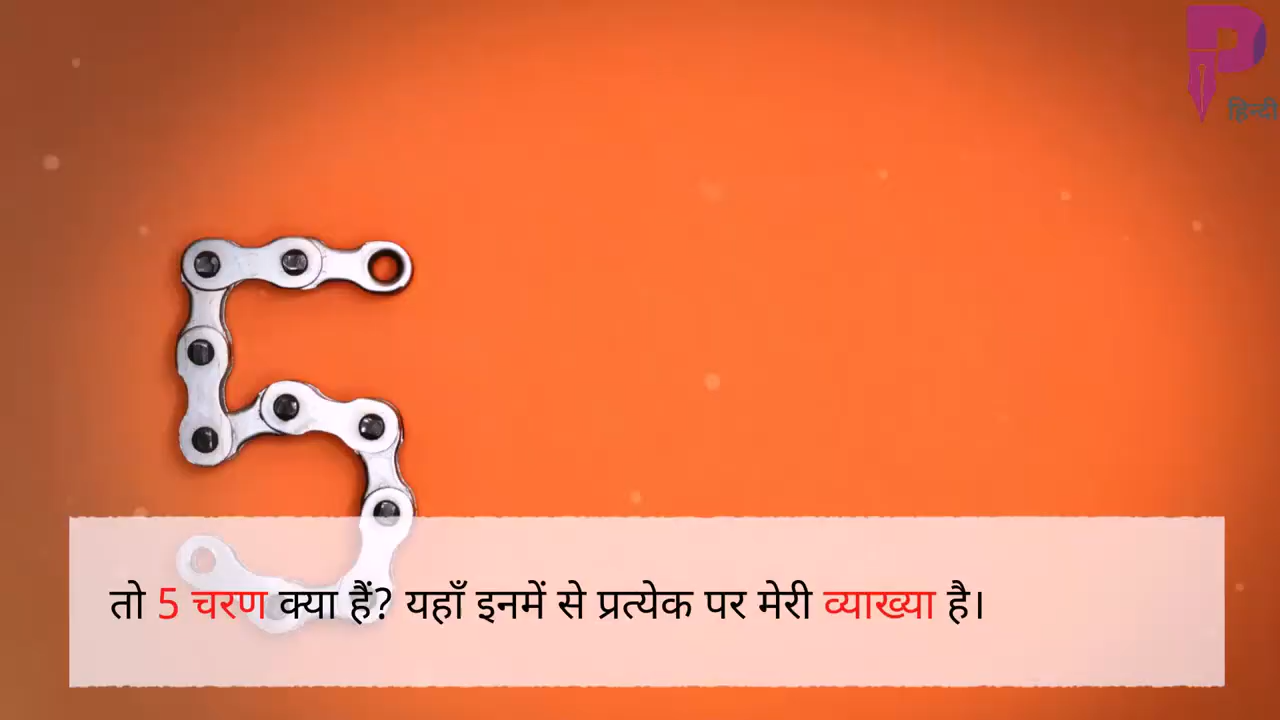 हिन्दी
तो 5 चरण क्या हैं? यहाँ इनमें से प्रत्येक पर मेरी व्याख्या है।